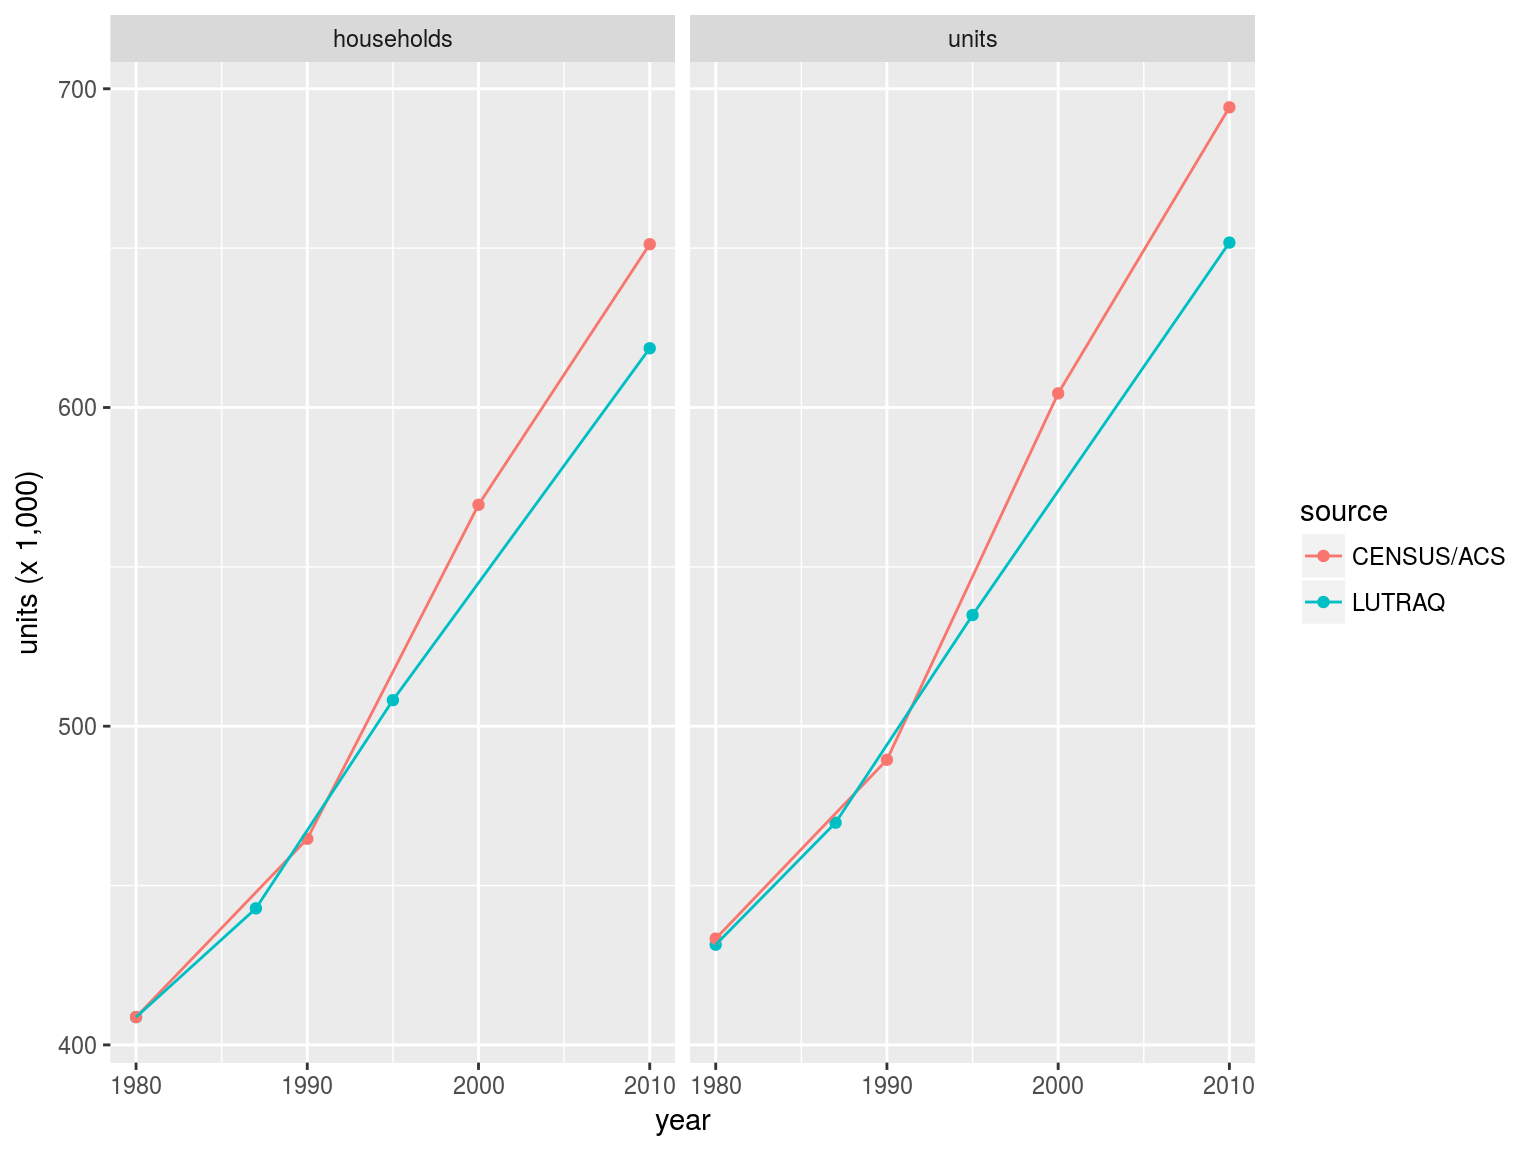 households
units
700
600
500
400
units (x 1,000)
1980 1990 2000 2010 1980 1990 2000 2010
year
source
CENSUS/ACS
LUTRAQ